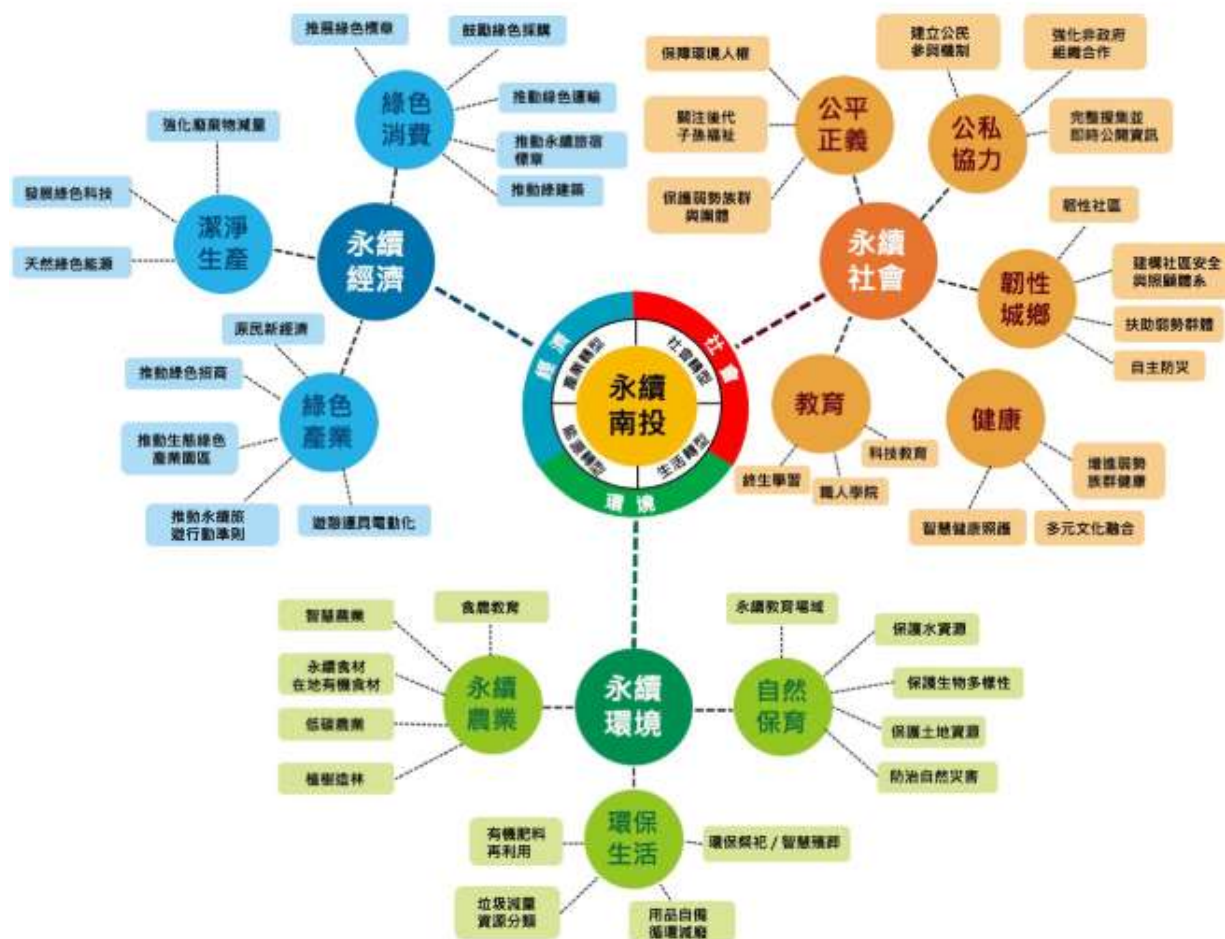 推展綠色標章
鼓勵綠色採購
綠色
消費
推動綠色運輸
推動永續旅宿
標章
推動綠建築
強化廢棄物減量
發展綠色科技
天然綠色能源
潔淨
生產
永續
經濟
原民新經濟
推動綠色招商
推動生態綠色
產業園區
推動永續旅
遊行動準則
遊憩運具電動化
綠色
產業
保障環境人權
關注後代
子孫福祉
保護弱勢族群
與團體
公平
正義
建立公民
參與機制
強化非政府
組織合作
完整搜集並
即時公開資訊
公私
協力
永續
社會
韌性社區
建構社區安全
與照顧體系
扶助弱勢群體
自主防災
韌性
城鄉
教育
科技教育
終生學習
職人學院
健康
增進弱勢
族群健康
多元文化融合
智慧健康照護
經濟
社會
環境
產業轉型
社會轉型
能源轉型
生活轉型
永續
南投
智慧農業
食農教育
永續食材
在地有機食材
低碳農業
植樹造林
永續
農業
永續
環境
永續教育場域
保護水資源
保護生物多樣性
保護土地資源
防治自然災害
自然
保育
環保
生活
有機肥料
再利用
環保祭祀 / 智慧殯葬
垃圾減量
資源分類
用品自備
循環減廢